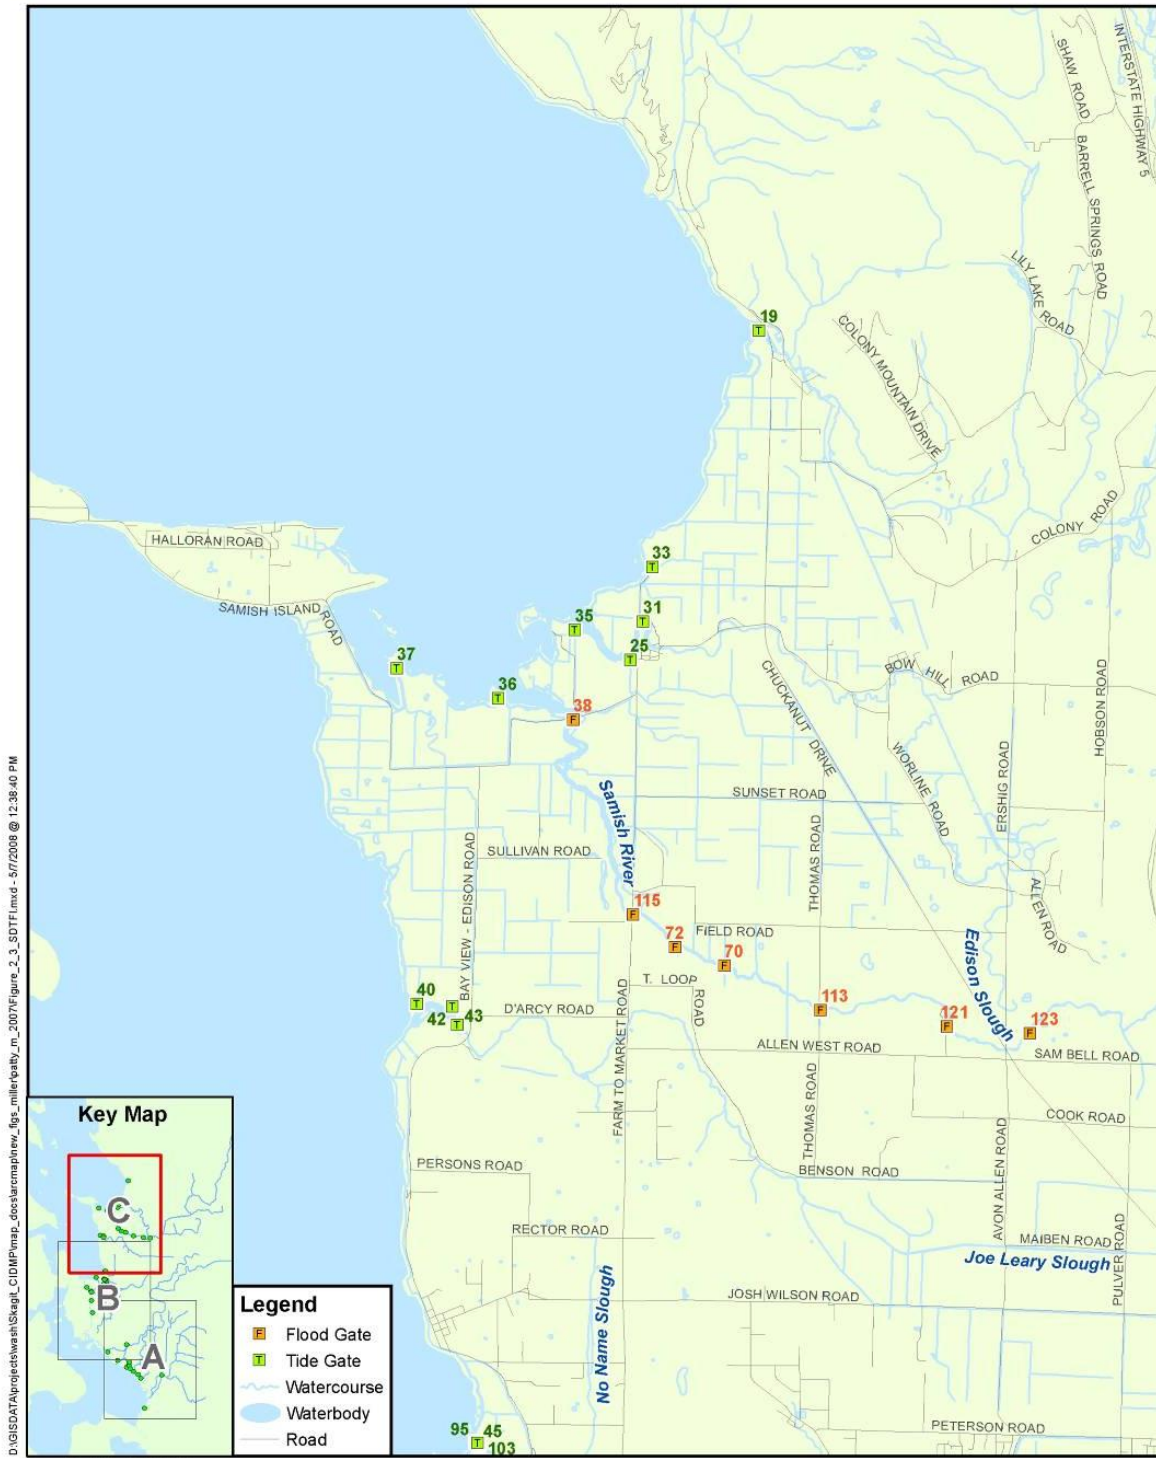 INTERSTATE HIGHWAY 5
SHAW ROAD
BARRELL SPRINGS ROAD
LILY LAKE ROAD
19
T
COLONY MOUNTAIN DRIVE
COLONY ROAD
HALLORAN ROAD
33
T
SAMISH ISLAND ROAD
35
T
31
T
25
T
37
T
36
T
38
F
BOW HILL ROAD
CHUCKANUT DRIVE
HOBSON ROAD
WORLINE ROAD
ERSHIG ROAD
Samish River
SUNSET ROAD
THOMAS ROAD
SULLIVAN ROAD
BAY VIEW - EDISON ROAD
ALLEN ROAD
115
F
72
F
FIELD ROAD
70
F
Edison Slough
T. LOOP ROAD
40
T
T
42
T
43
D'ARCY ROAD
FARM TO MARKET ROAD
113
F
121
F
123
F
ALLEN WEST ROAD
SAM BELL ROAD
THOMAS ROAD
COOK ROAD
AVON ALLEN ROAD
PERSONS ROAD
BENSON ROAD
RECTOR ROAD
MAIBEN ROAD
Joe Leary Slough
PULVER ROAD
No Name Slough
JOSH WILSON ROAD
PETERSON ROAD
95
45
T
103
Key Map
C
B
A
Legend
F Flood Gate
T Tide Gate
Watercourse
Waterbody
Road
D:\GISDATA\projects\wash\Skagit_CIDMP\map_docs\arcmap\new_figs_miller\patty_m_2007\Figure_2_3_SDTFI.mxd - 5/7/2008 @ 12:38:40 PM